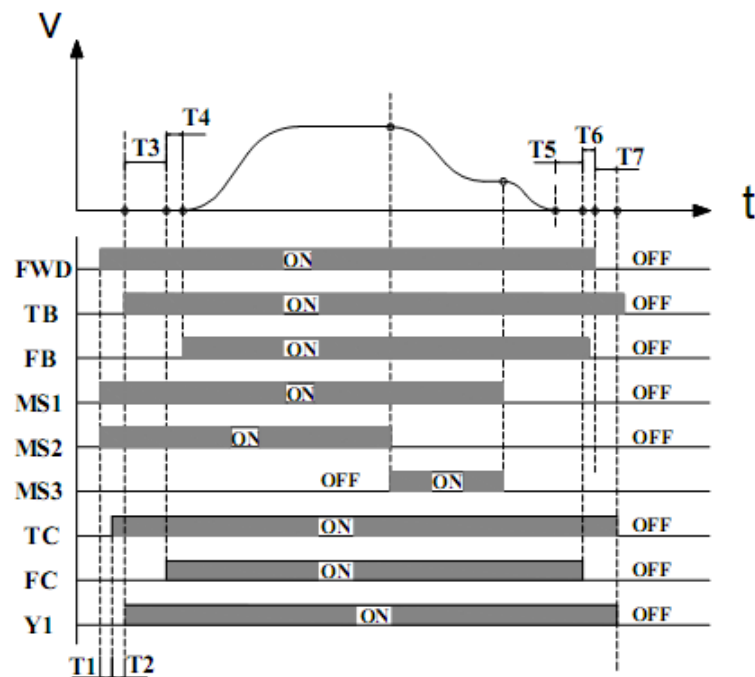 V
T4
T3
T6
T5
T7
t
FWD ON OFF
TB ON OFF
FB ON OFF
MS1 ON OFF
MS2 ON OFF
MS3 OFF ON OFF
TC ON OFF
FC ON OFF
Y1 ON OFF
T1 T2